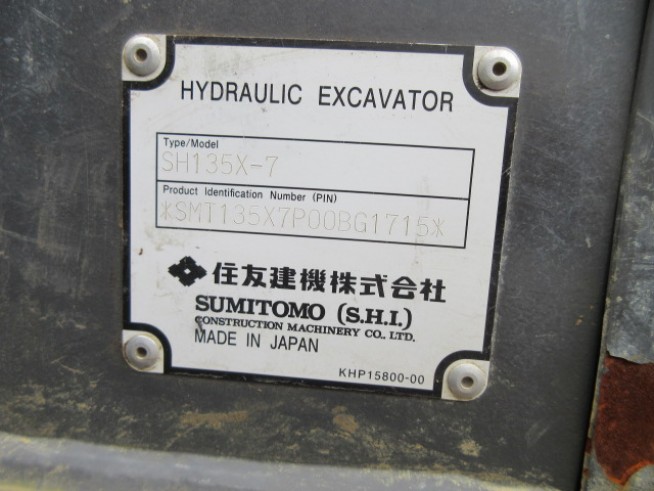 HYDRAULIC EXCAVATOR
Type/Model
SH135X-7
Product Identification Number (PIN)
*SMT135X7P00BG1715*
住友建機株式会社
SUMITOMO (S.H.I.)
CONSTRUCTION MACHINERY CO., LTD.
MADE IN JAPAN
KHP15800-00